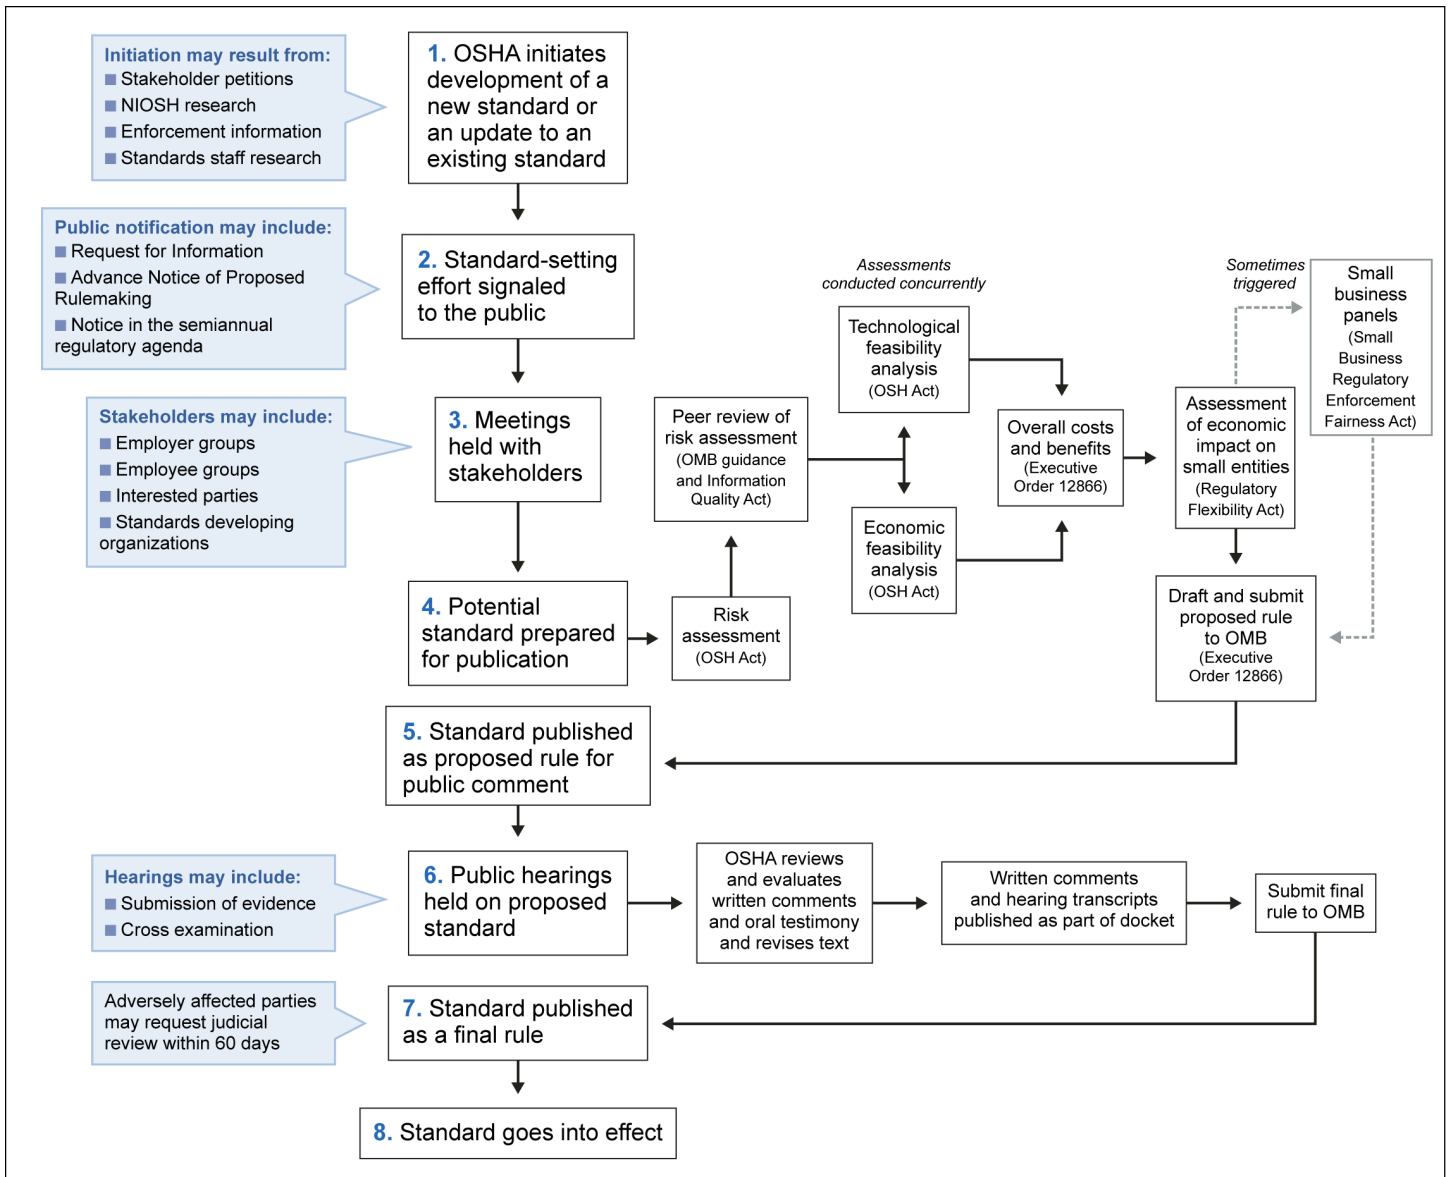 Initiation may result from:
■ Stakeholder petitions
■ NIOSH research
■ Enforcement information
■ Standards staff research
1. OSHA initiates
development of a
new standard or
an update to an
existing standard
Public notification may include:
■ Request for Information
■ Advance Notice of Proposed
Rulemaking
■ Notice in the semiannual
regulatory agenda
2. Standard-setting
effort signaled
to the public
Stakeholders may include:
■ Employer groups
■ Employee groups
■ Interested parties
■ Standards developing
organizations
3. Meetings
held with
stakeholders
4. Potential
standard prepared
for publication
Risk
assessment
(OSH Act)
Peer review of
risk assessment
(OMB guidance
and Information
Quality Act)
Assessments
conducted concurrently
Technological
feasibility
analysis
(OSH Act)
Economic
feasibility
analysis
(OSH Act)
Overall costs
and benefits
(Executive
Order 12866)
Assessment
of economic
impact on
small entities
(Regulatory
Flexibility Act)
Sometimes
triggered
Small
business
panels
(Small
Business
Regulatory
Enforcement
Fairness Act)
Draft and submit
proposed rule
to OMB
(Executive
Order 12866)
5. Standard published
as proposed rule for
public comment
Hearings may include:
■ Submission of evidence
■ Cross examination
6. Public hearings
held on proposed
standard
OSHA reviews
and evaluates
written comments
and oral testimony
and revises text
Written comments
and hearing transcripts
published as part of docket
Submit final
rule to OMB
Adversely affected parties
may request judicial
review within 60 days
7. Standard published
as a final rule
8. Standard goes into effect